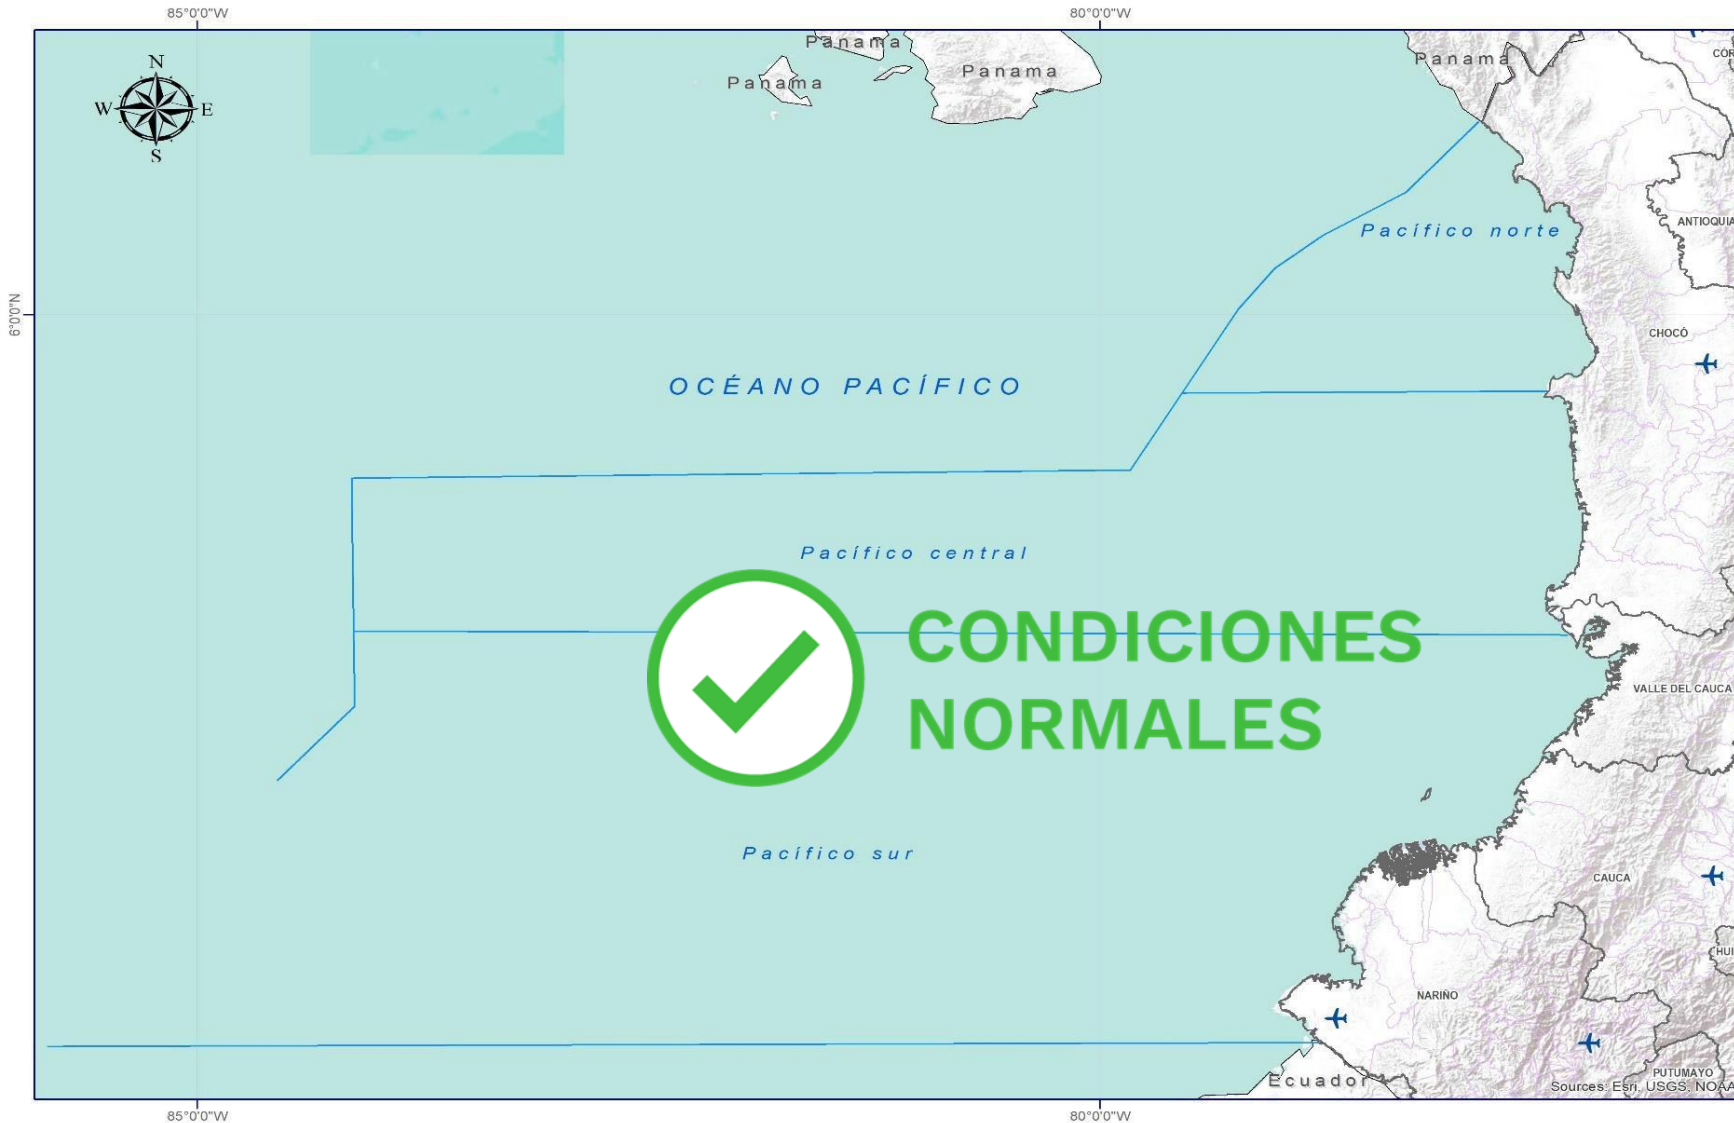 85°0'0"W
80°0'0"W
Panama
Panama
Panama
Panama
N
W
E
S
CÓR
ANTIOQUIA
Pacífico norte
6°0'0"N
CHOCÓ
OCÉANO PACÍFICO
Pacífico central
CONDICIONES
NORMALES
VALLE DEL CAUCA
Pacífico sur
CAUCA
HUI
NARIÑO
PUTUMAYO
Ecuador
Sources: Esri, USGS, NOAA
85°0'0"W
80°0'0"W